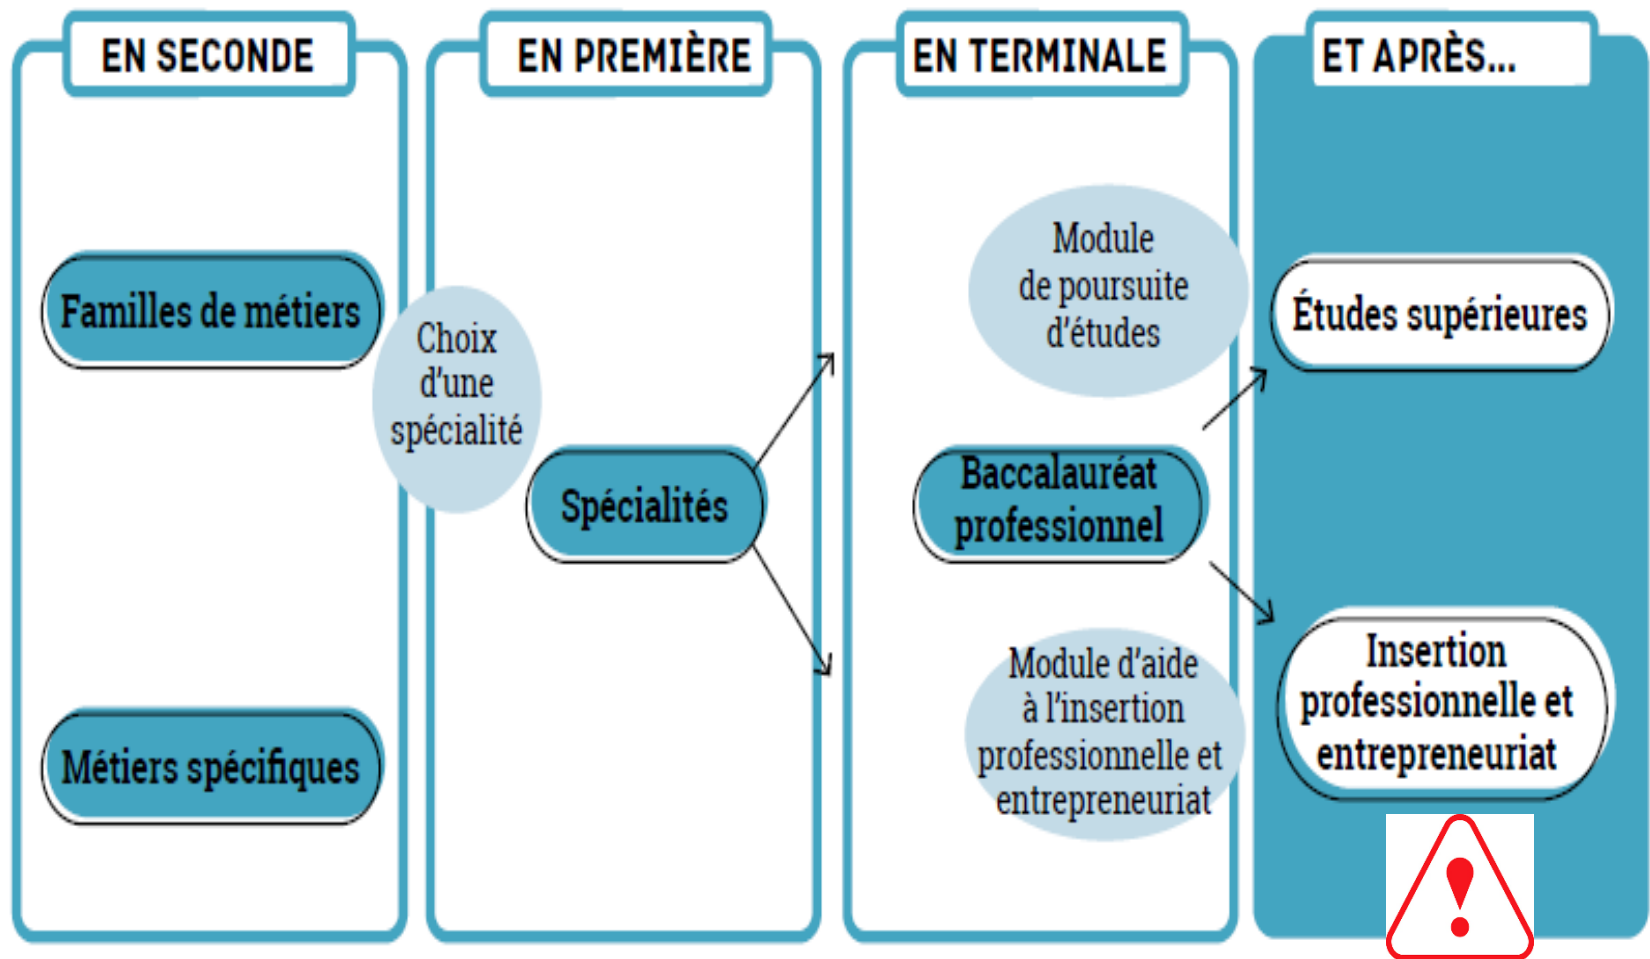 EN SECONDE
EN PREMIÈRE
EN TERMINALE
ET APRÈS...
Familles de métiers
Métiers spécifiques
Choix
d'une
spécialité
Spécialités
Module
de poursuite
d'études
Baccalauréat
professionnel
Module d'aide
à l'insertion
professionnelle et
entrepreneuriat
Études supérieures
Insertion
professionnelle et
entrepreneuriat
!